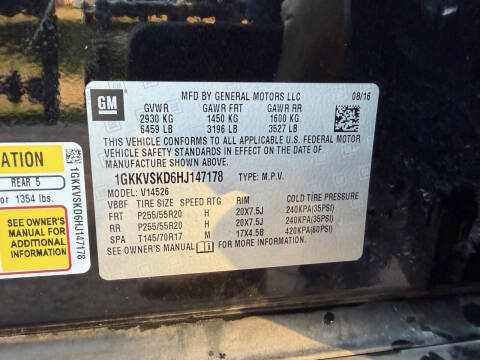 GM
MFD BY GENERAL MOTORS LLC 08/16
GVWR GAWR FRT GAWR RR
2930 KG 1450 KG 1600 KG
6459 LB 3196 LB 3527 LB
THIS VEHICLE CONFORMS TO ALL APPLICABLE U.S. FEDERAL MOTOR
VEHICLE SAFETY STANDARDS IN EFFECT ON THE DATE OF
MANUFACTURE SHOWN ABOVE.
1GKKVSKD6HJ147178 TYPE: M.P.V.
MODEL: V14526
VBBF TIRE SIZE SPEED RTG RIM COLD TIRE PRESSURE
FRT P255/55R20 H 20X7.5J 240KPA(35PSI)
RR P255/55R20 H 20X7.5J 240KPA(35PSI)
SPA T145/70R17 M 17X4.5B 420KPA(60PSI)
SEE OWNER'S MANUAL FOR MORE INFORMATION.
ATION
REAR 5
or 1354 lbs.
SEE OWNER'S
MANUAL FOR
ADDITIONAL
INFORMATION
1GKKVSKD6HJ147178